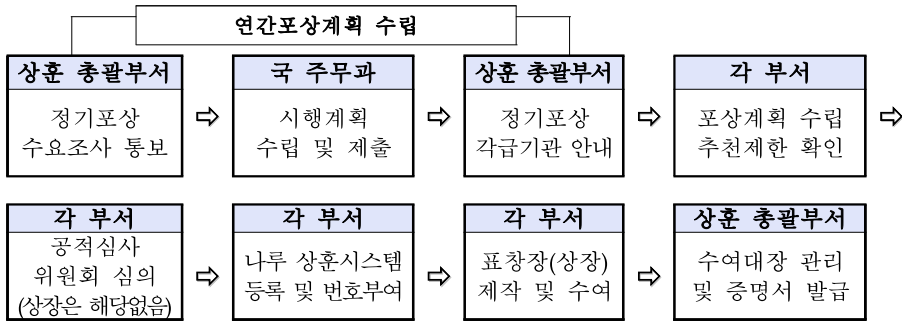 연간포상계획 수립
상훈 총괄부서
정기포상
수요조사 통보
⇨
국 주무과
시행계획
수립 및 제출
⇨
상훈 총괄부서
정기포상
각급기관 안내
⇨
각 부서
포상계획 수립
추천제한 확인
⇨
각 부서
공적심사
위원회 심의
(상장은 해당없음)
⇨
각 부서
나루 상훈시스템
등록 및 번호부여
⇨
각 부서
표창장(상장)
제작 및 수여
⇨
상훈 총괄부서
수여대장 관리
및 증명서 발급